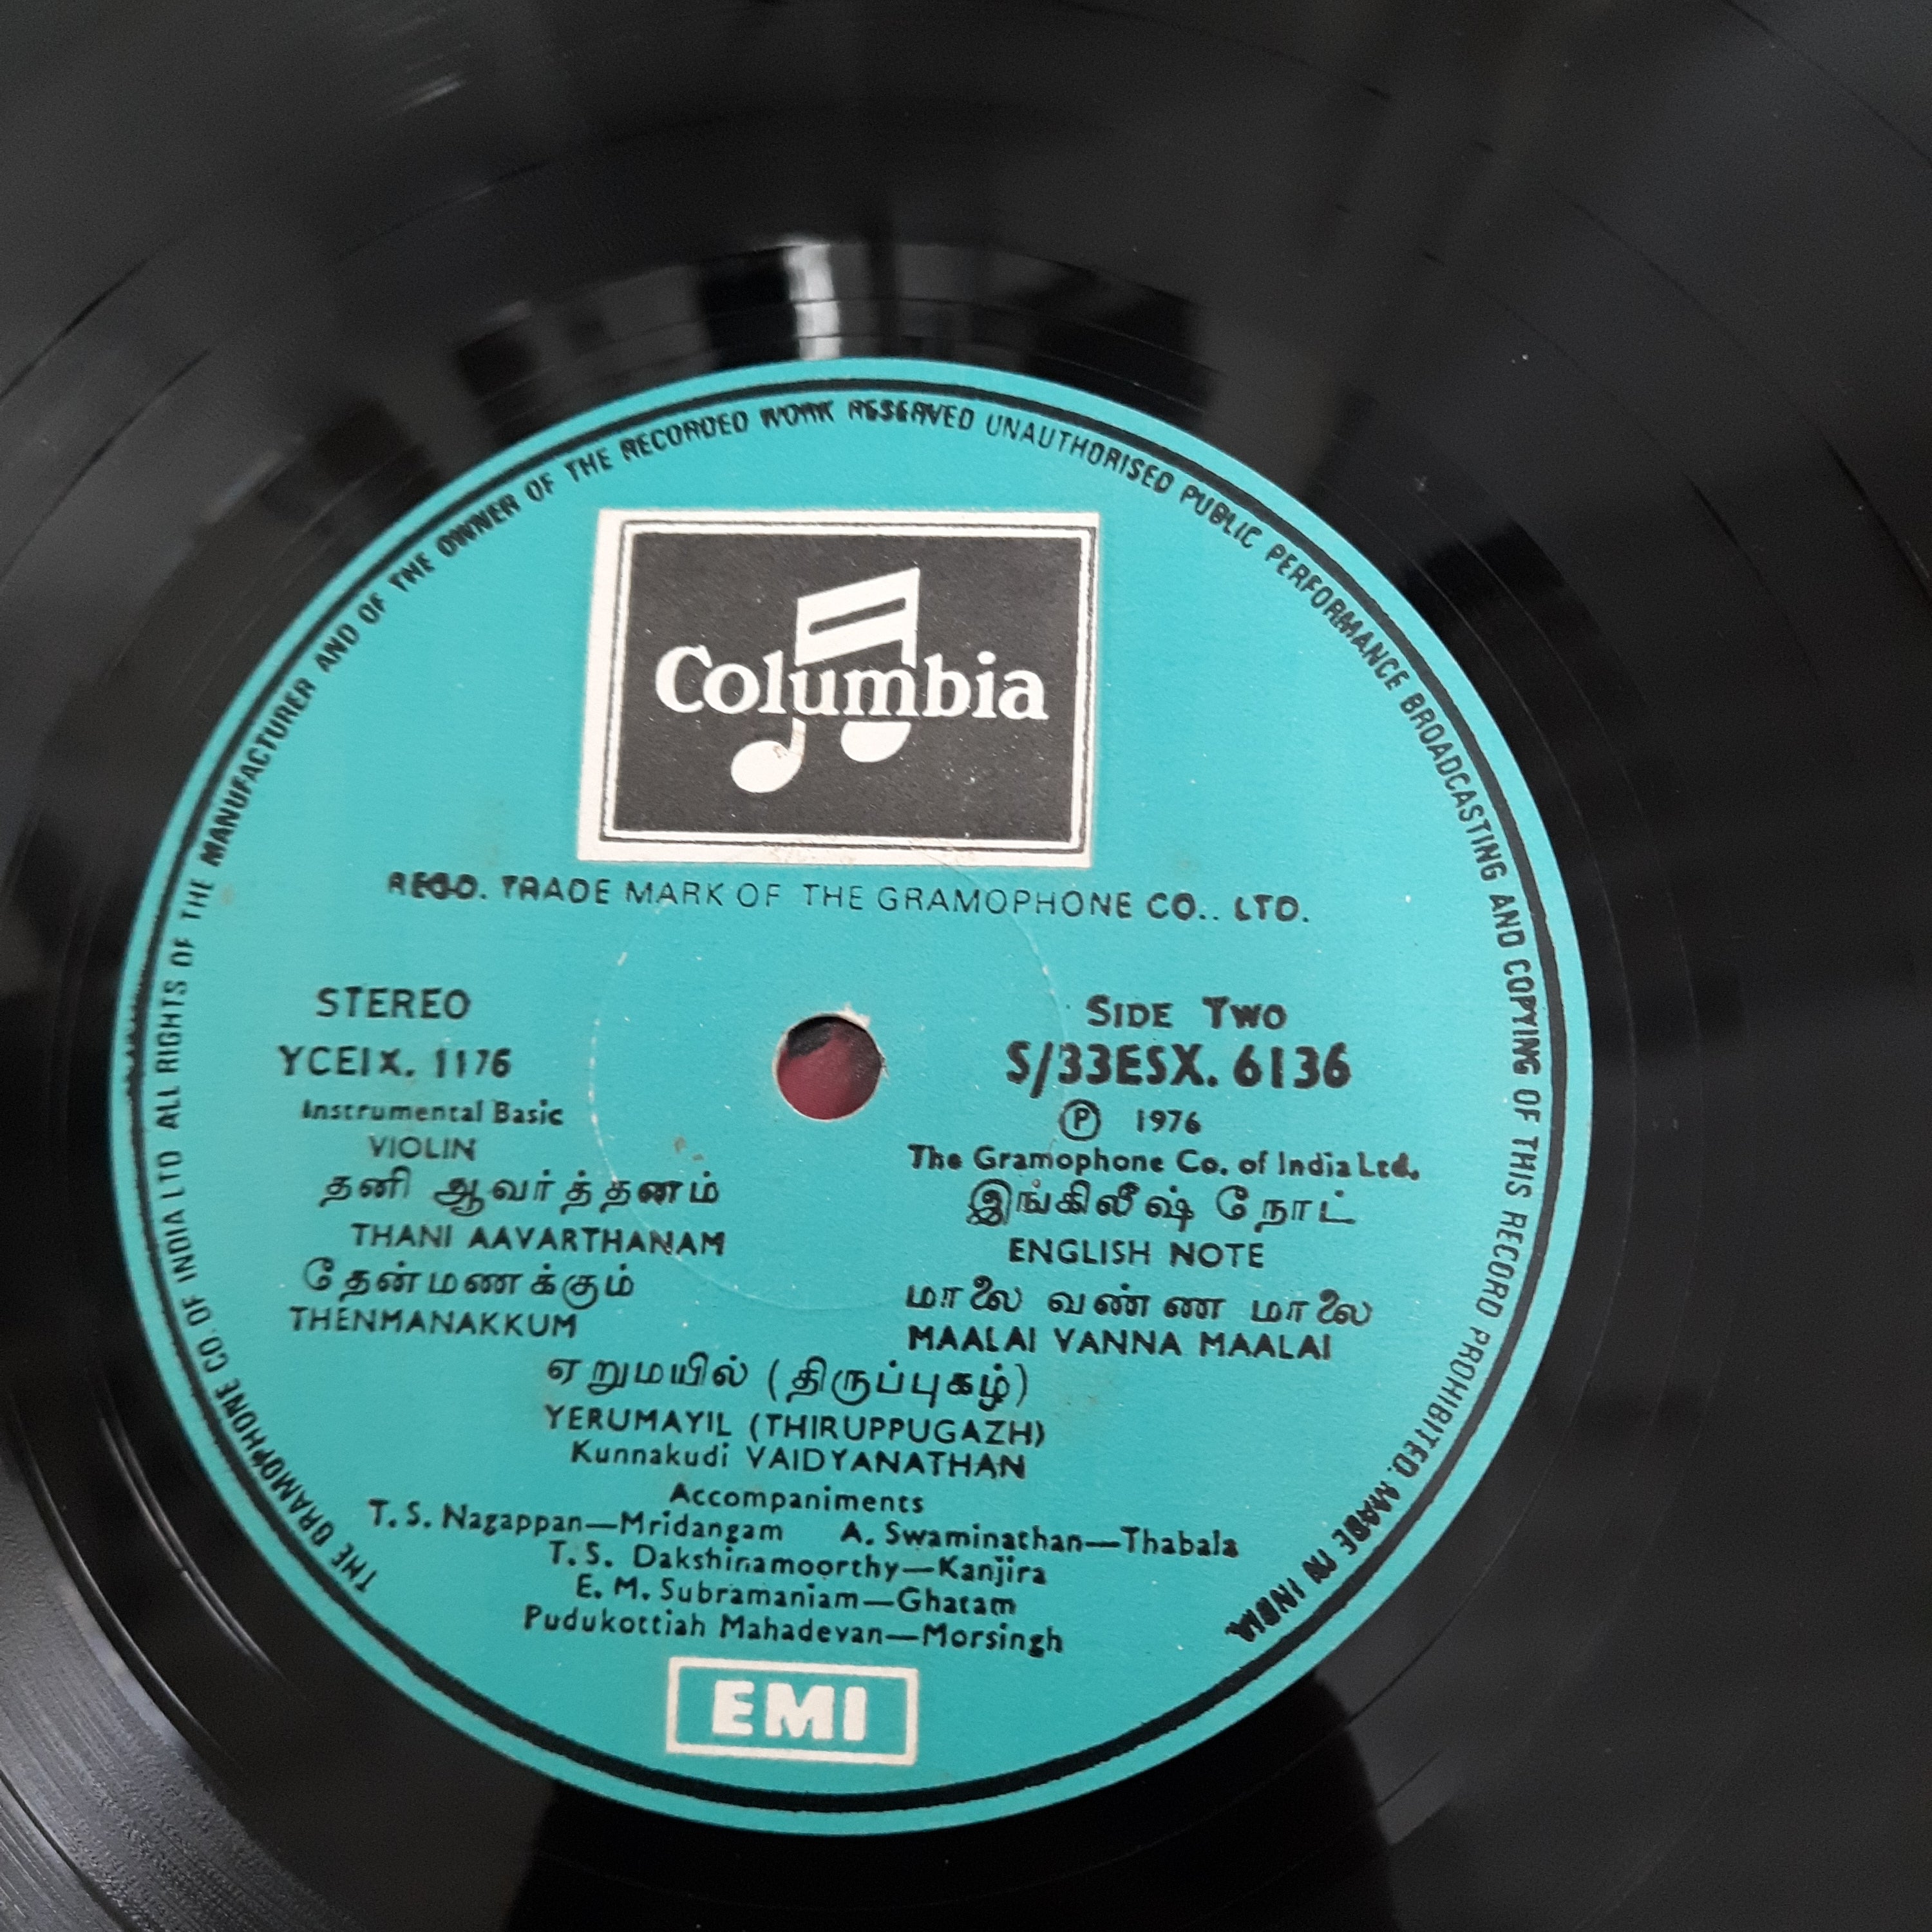 THE GRAMOPHONE CO. OF INDIA LTD ALL RIGHTS OF THE MANUFACTURER AND OF THE OWNER OF THE RECORDED WORK RESERVED UNAUTHORISED PUBLIC PERFORMANCE BROADCASTING AND COPYING OF THIS RECORD PROHIBITED. MADE IN INDIA
Columbia
REGD. TRADE MARK OF THE GRAMOPHONE CO.. LTD.
STEREO
YCEIX. 1176
Instrumental Basic
VIOLIN
SIDE TWO
S/33ESX. 6136
Ⓟ 1976
The Gramophone Co. of India Ltd.
தனி ஆவர்த்தனம்
THANI AAVARTHANAM
இங்கிலீஷ் நோட்
ENGLISH NOTE
தேன்மணக்கும்
THENMANAKKUM
மாலை வண்ண மாலை
MAALAI VANNA MAALAI
ஏறுமயில் (திருப்புகழ்)
YERUMAYIL (THIRUPPUGAZH)
Kunnakudi VAIDYANATHAN
Accompaniments
T. S. Nagappan—Mridangam A. Swaminathan—Thabala
T. S. Dakshinamoorthy—Kanjira
E. M. Subramaniam—Ghatam
Pudukottiah Mahadevan—Morsingh
EMI